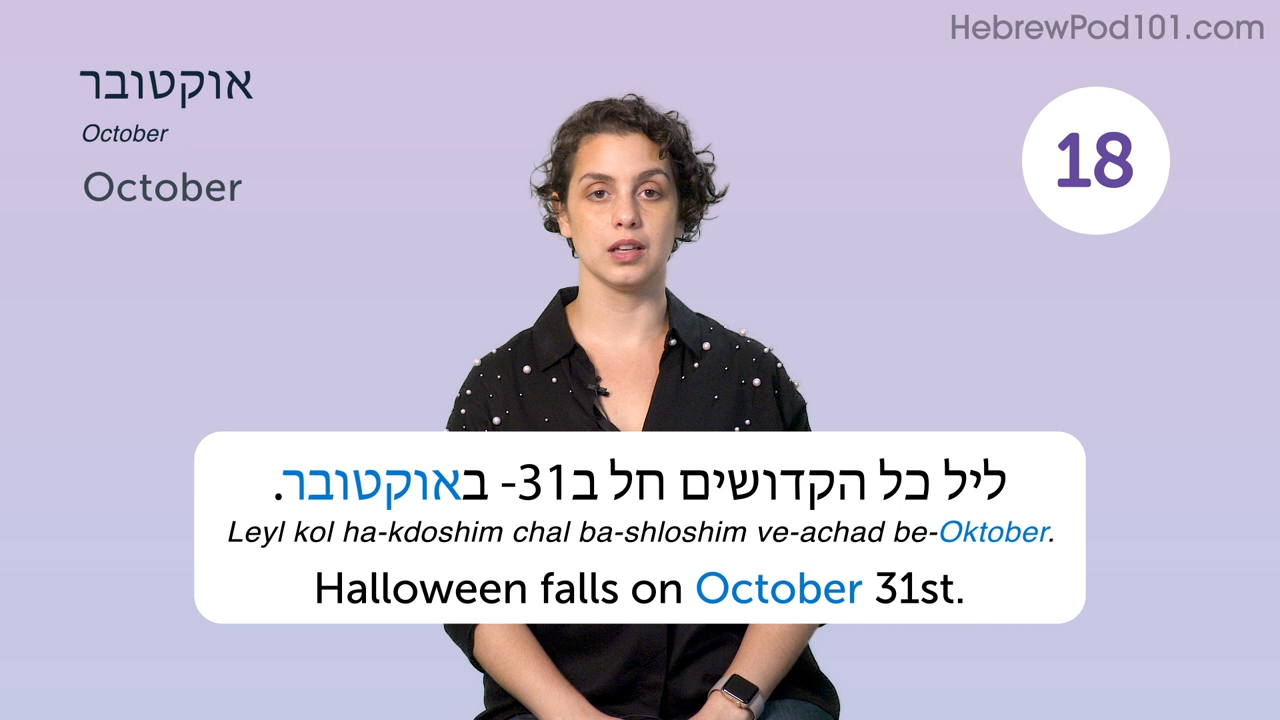 HebrewPod101.com
אוקטובר
October
October
18
ליל כל הקדושים חל ב31- באוקטובר.
Leyl kol ha-kdoshim chal ba-shloshim ve-achad be-Oktober.
Halloween falls on October 31st.